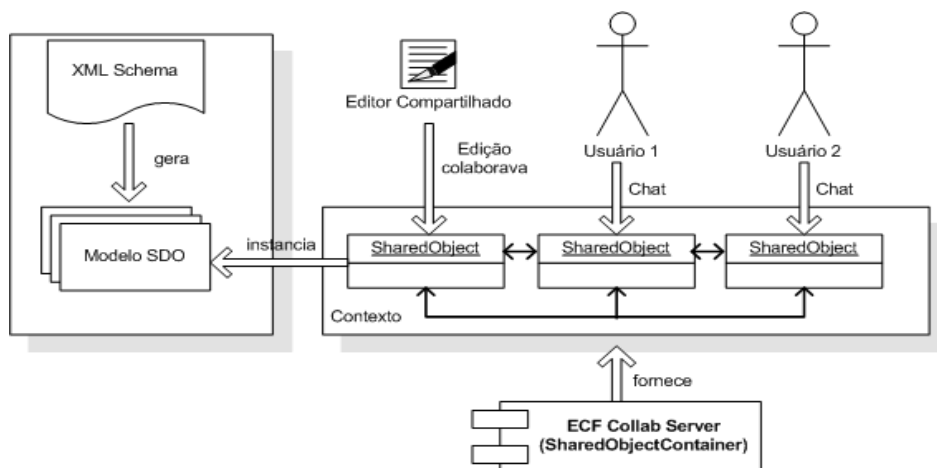 XML Schema
gera
Modelo SDO
instancia
Editor Compartilhado
Edição
colaborava
Usuário 1
Chat
Usuário 2
Chat
SharedObject
SharedObject
SharedObject
Contexto
fornece
ECF Collab Server
(SharedObjectContainer)